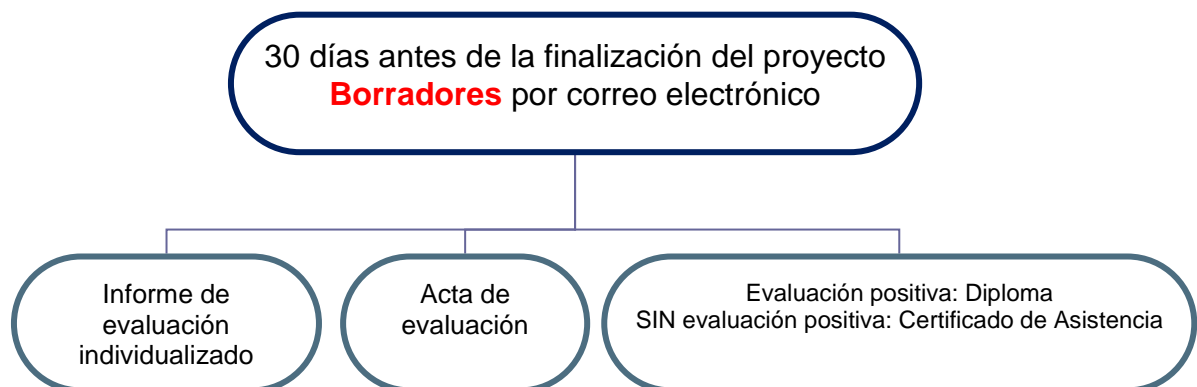 30 días antes de la finalización del proyecto
Borradores por correo electrónico
Informe de
evaluación
individualizado
Acta de
evaluación
Evaluación positiva: Diploma
SIN evaluación positiva: Certificado de Asistencia